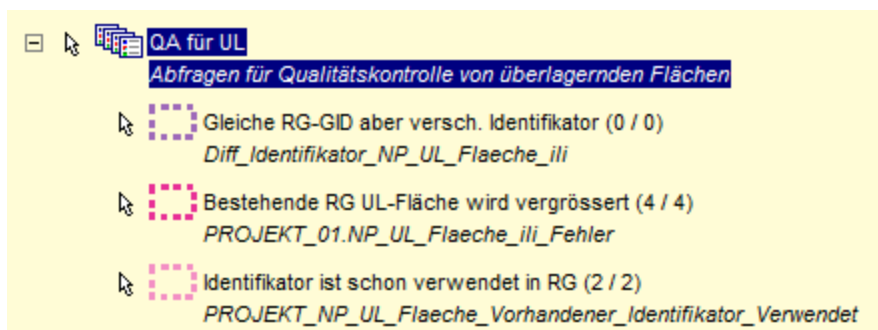 QA für UL
Abfragen für Qualitätskontrolle von überlagernden Flächen
Gleiche RG-GID aber versch. Identifikator (0 / 0)
Diff_Identifikator_NP_UL_Flaeche_ili
Bestehende RG UL-Fläche wird vergrössert (4 / 4)
PROJEKT_01.NP_UL_Flaeche_ili_Fehler
Identifikator ist schon verwendet in RG (2 / 2)
PROJEKT_NP_UL_Flaeche_Vorhandener_Identifikator_Verwendet